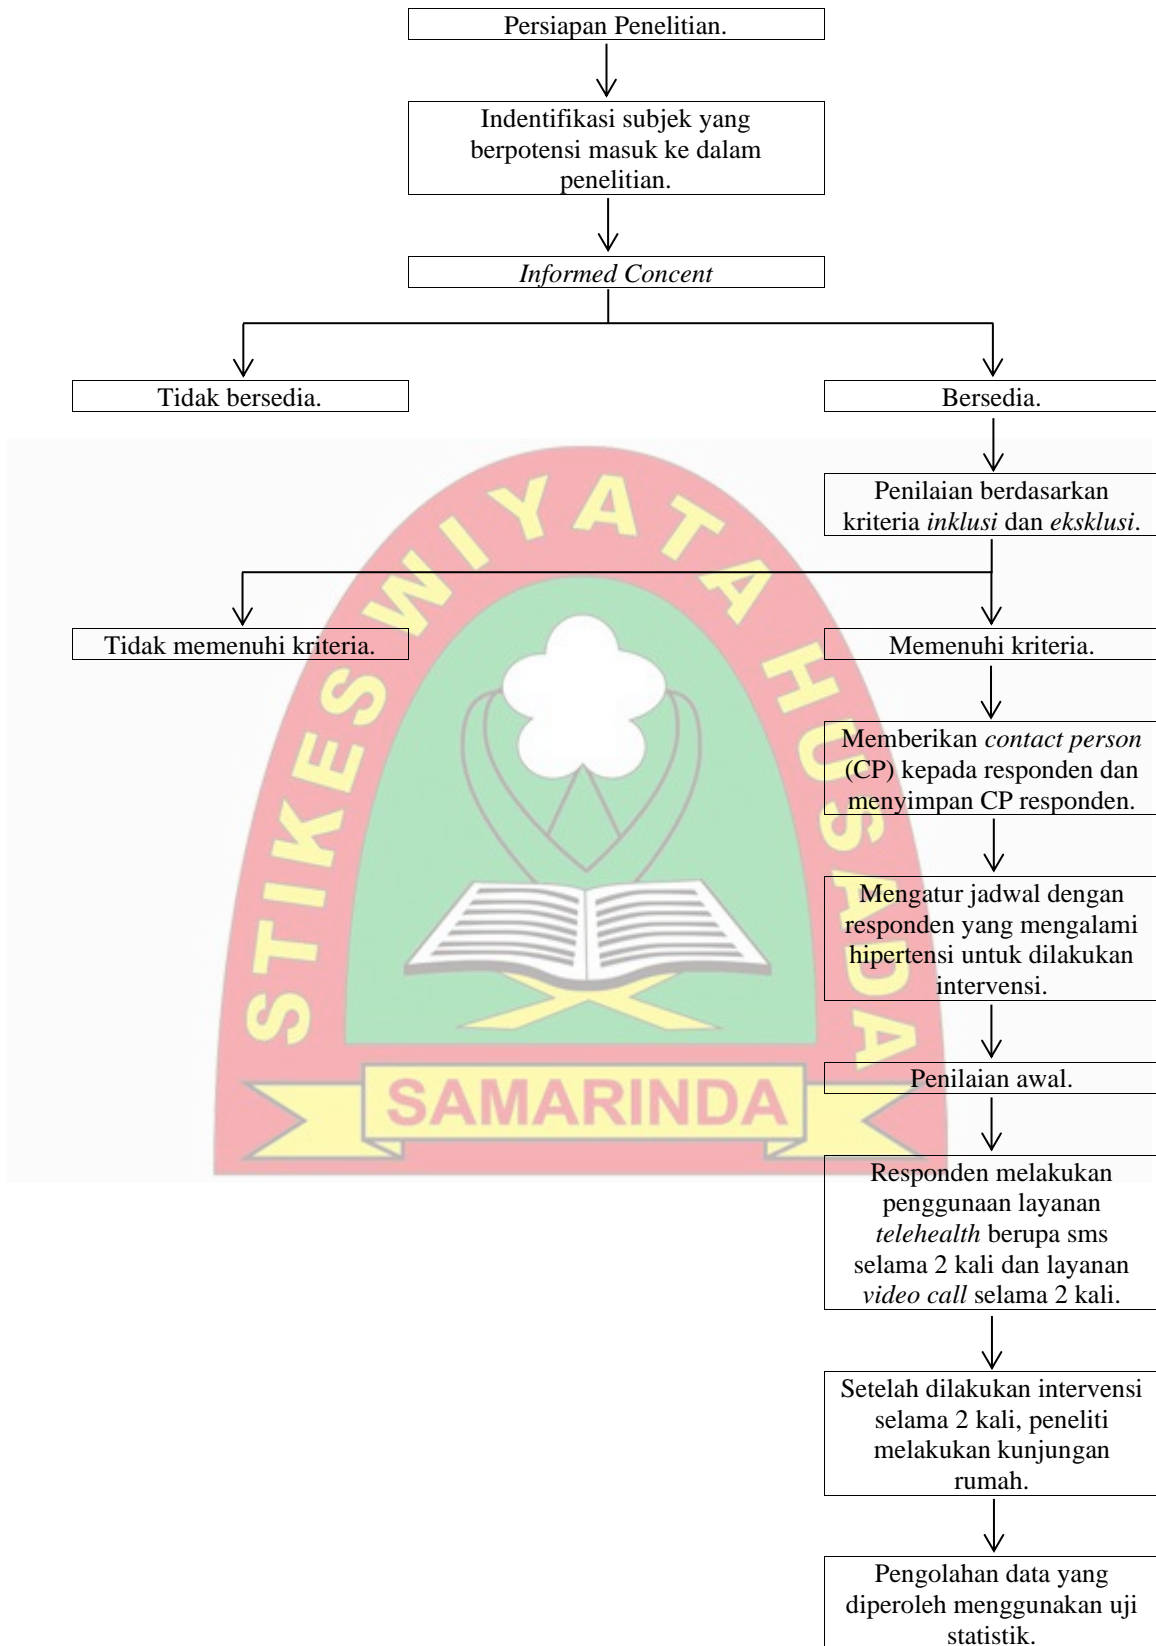 Persiapan Penelitian.
Indentifikasi subjek yang
berpotensi masuk ke dalam
penelitian.
Informed Concent
Tidak bersedia.
Bersedia.
Penilaian berdasarkan
kriteria inklusi dan eksklusi.
Tidak memenuhi kriteria.
Memenuhi kriteria.
Memberikan contact person
(CP) kepada responden dan
menyimpan CP responden.
Mengatur jadwal dengan
responden yang mengalami
hipertensi untuk dilakukan
intervensi.
Penilaian awal.
Responden melakukan
penggunaan layanan
telehealth berupa sms
selama 2 kali dan layanan
video call selama 2 kali.
Setelah dilakukan intervensi
selama 2 kali, peneliti
melakukan kunjungan
rumah.
Pengolahan data yang
diperoleh menggunakan uji
statistik.
STIKES WIYATA HUSADA
SAMARINDA